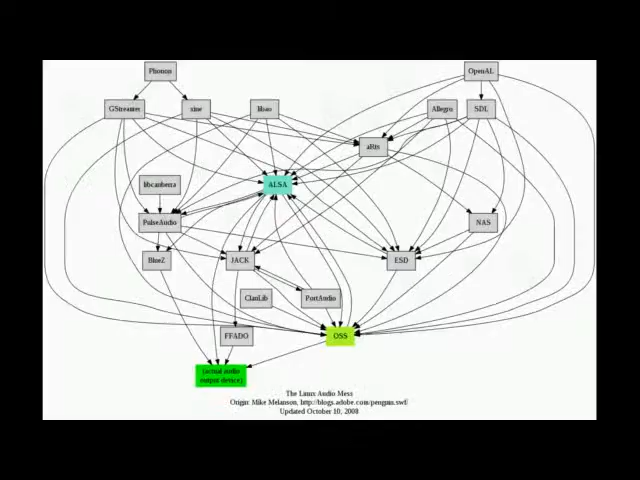 Phonon
OpenAL
GStreamer
xine
libao
Allegro
SDL
aRts
libcanberra
ALSA
PulseAudio
NAS
BlueZ
JACK
ESD
ClanLib
PortAudio
FFADO
OSS
(actual audio
output device)
The Linux Audio Mess
Origin: Mike Melanson, http://blogs.adobe.com/penguin.swf/
Updated October 10, 2008